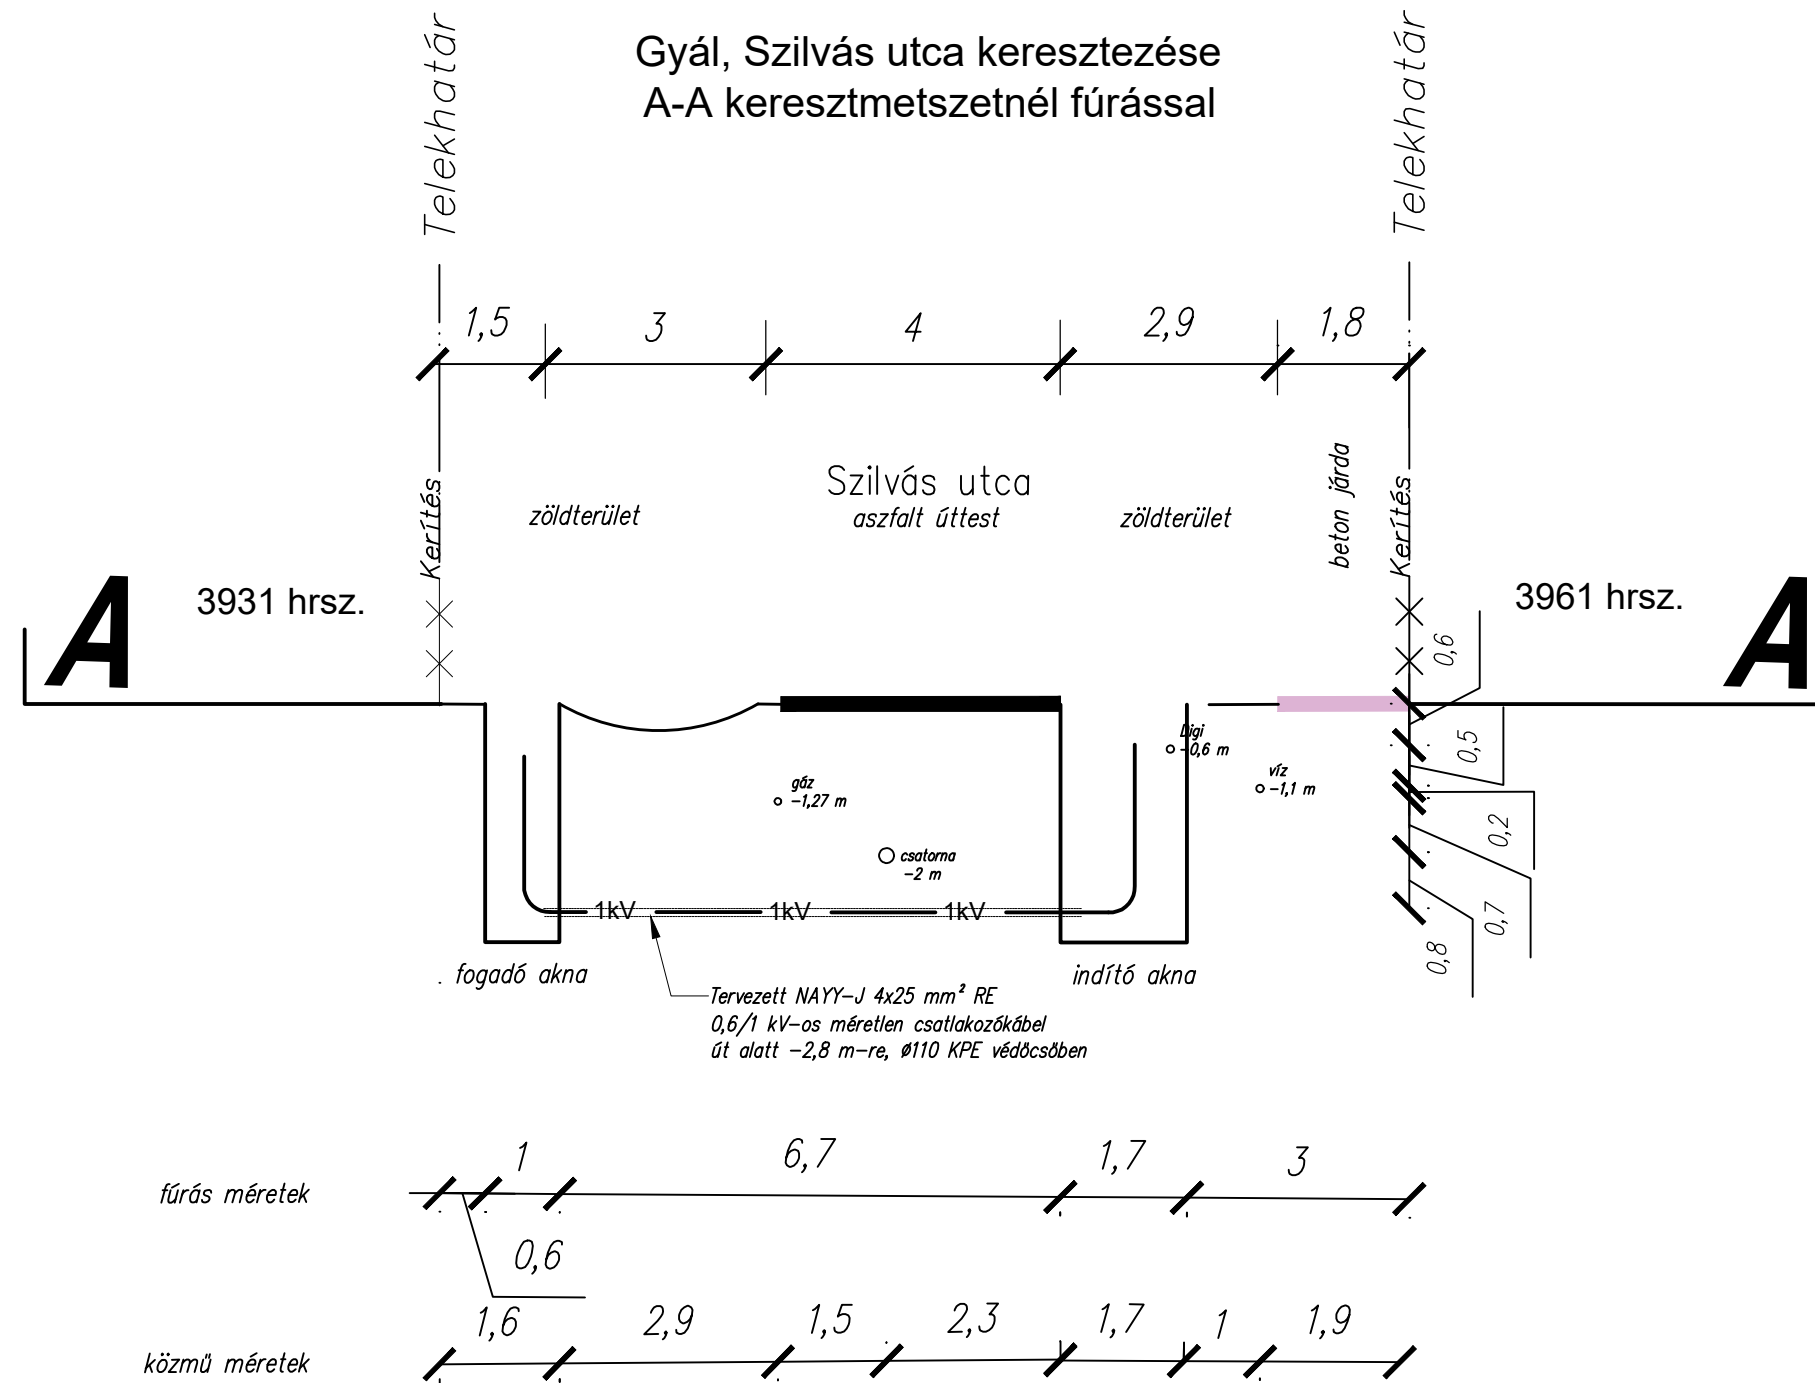 Gyál, Szilvás utca keresztezése
A-A keresztmetszetnél fúrással
Telekhatár
Telekhatár
1,5
3
4
2,9
1,8
Kerítés
zöldterület
Szilvás utca
aszfalt úttest
zöldterület
beton járda
Kerítés
A
3931 hrsz.
3961 hrsz.
A
0,6
0,5
0,2
0,7
0,8
Digi
-0,6 m
víz
-1,1 m
gáz
-1,27 m
csatorna
-2 m
1kV
1kV
1kV
fogadó akna
indító akna
Tervezett NAYY-J 4x25 mm² RE
0,6/1 kV-os méretlen csatlakozókábel
út alatt -2,8 m-re, ø110 KPE védőcsőben
fúrás méretek
1
6,7
1,7
3
0,6
közmű méretek
1,6
2,9
1,5
2,3
1,7
1
1,9